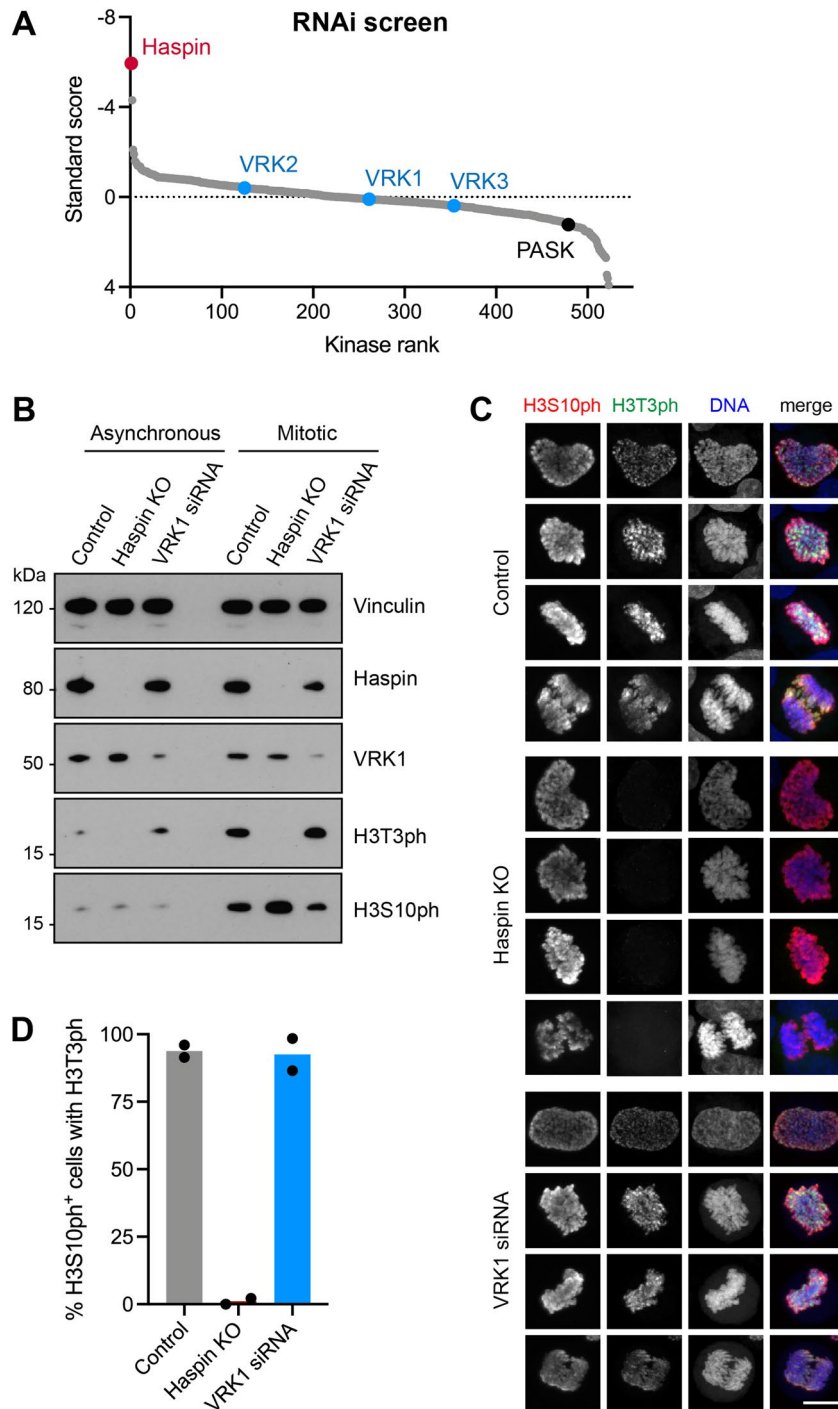 A
RNAi screen
-8
-4
0
4
Standard score
Haspin
VRK2
VRK1
VRK3
PASK
0 100 200 300 400 500
Kinase rank
B
Asynchronous Mitotic
Control Haspin KO VRK1 siRNA Control Haspin KO VRK1 siRNA
kDa
120 Vinculin
80 Haspin
50 VRK1
15 H3T3ph
15 H3S10ph
C
H3S10ph H3T3ph DNA merge
Control
Haspin KO
VRK1 siRNA
D
% H3S10ph⁺ cells with H3T3ph
100
75
50
25
0
Control Haspin KO VRK1 siRNA